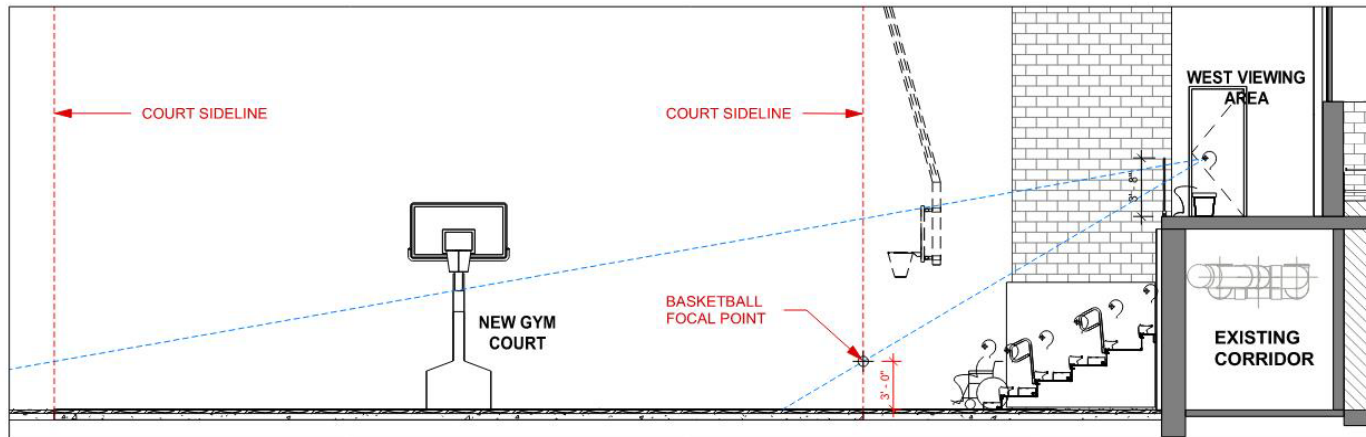 WEST VIEWING
AREA
COURT SIDELINE
COURT SIDELINE
3' - 8"
BASKETBALL
FOCAL POINT
NEW GYM
COURT
EXISTING
CORRIDOR
3' - 0"